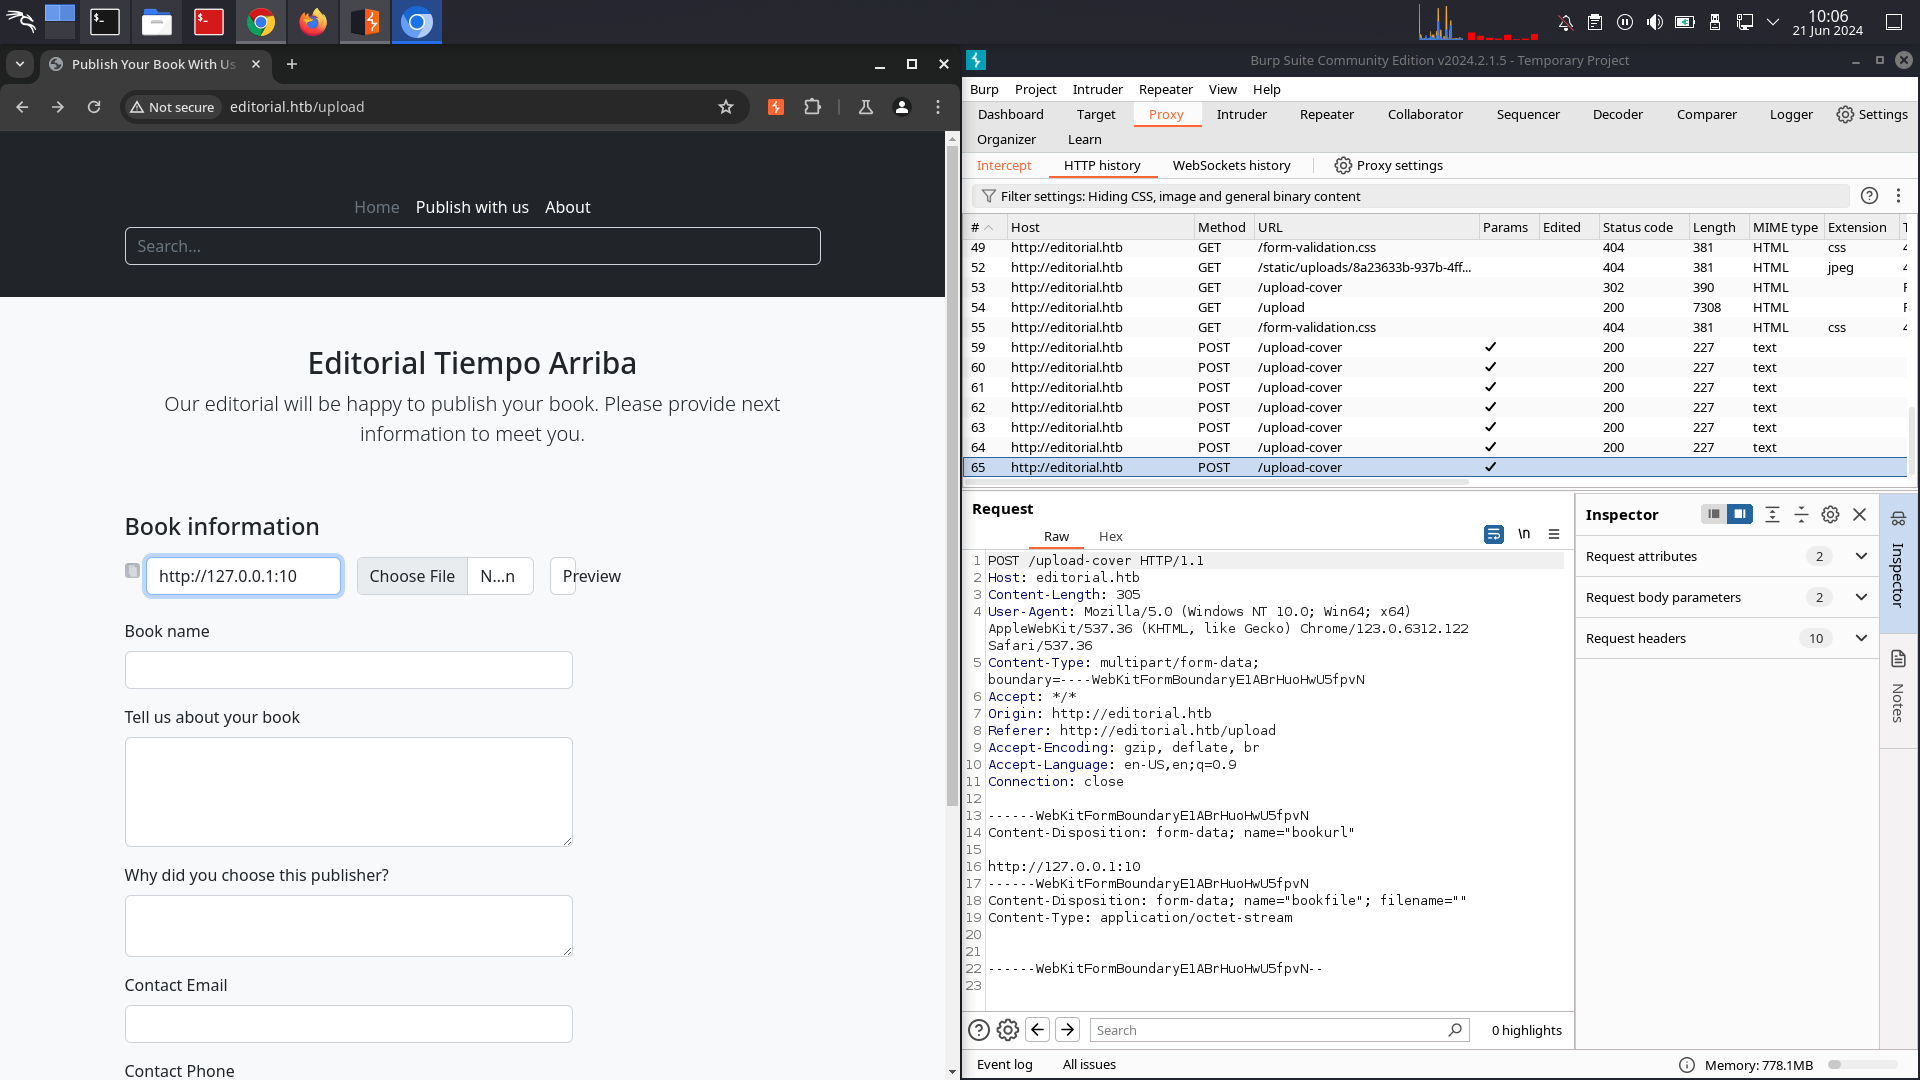 10:06
21 Jun 2024
Publish Your Book With Us
Not secure
editorial.htb/upload
Home
Publish with us
About
Search...
Editorial Tiempo Arriba
Our editorial will be happy to publish your book. Please provide next
information to meet you.
Book information
http://127.0.0.1:10
Choose File
N...n
Preview
Book name
Tell us about your book
Why did you choose this publisher?
Contact Email
Contact Phone
Burp Suite Community Edition v2024.2.1.5 - Temporary Project
Burp Project Intruder Repeater View Help
Dashboard Target Proxy Intruder Repeater Collaborator Sequencer Decoder Comparer Logger Settings
Organizer Learn
Intercept HTTP history WebSockets history Proxy settings
Filter settings: Hiding CSS, image and general binary content
# Host Method URL Params Edited Status code Length MIME type Extension T
49 http://editorial.htb GET /form-validation.css 404 381 HTML css 4
52 http://editorial.htb GET /static/uploads/8a23633b-937b-4ff... 404 381 HTML jpeg 4
53 http://editorial.htb GET /upload-cover 302 390 HTML F
54 http://editorial.htb GET /upload 200 7308 HTML F
55 http://editorial.htb GET /form-validation.css 404 381 HTML css 4
59 http://editorial.htb POST /upload-cover ✓ 200 227 text
60 http://editorial.htb POST /upload-cover ✓ 200 227 text
61 http://editorial.htb POST /upload-cover ✓ 200 227 text
62 http://editorial.htb POST /upload-cover ✓ 200 227 text
63 http://editorial.htb POST /upload-cover ✓ 200 227 text
64 http://editorial.htb POST /upload-cover ✓ 200 227 text
65 http://editorial.htb POST /upload-cover ✓
Request
Raw Hex
\n
1 POST /upload-cover HTTP/1.1
2 Host: editorial.htb
3 Content-Length: 305
4 User-Agent: Mozilla/5.0 (Windows NT 10.0; Win64; x64)
AppleWebKit/537.36 (KHTML, like Gecko) Chrome/123.0.6312.122
Safari/537.36
5 Content-Type: multipart/form-data;
boundary=----WebKitFormBoundaryE1ABrHuoHwU5fpvN
6 Accept: */*
7 Origin: http://editorial.htb
8 Referer: http://editorial.htb/upload
9 Accept-Encoding: gzip, deflate, br
10 Accept-Language: en-US,en;q=0.9
11 Connection: close
12
13 ------WebKitFormBoundaryE1ABrHuoHwU5fpvN
14 Content-Disposition: form-data; name="bookurl"
15
16 http://127.0.0.1:10
17 ------WebKitFormBoundaryE1ABrHuoHwU5fpvN
18 Content-Disposition: form-data; name="bookfile"; filename=""
19 Content-Type: application/octet-stream
20
21
22 ------WebKitFormBoundaryE1ABrHuoHwU5fpvN--
23
Search
0 highlights
Inspector
Request attributes 2
Request body parameters 2
Request headers 10
Inspector
Notes
Event log All issues
Memory: 778.1MB